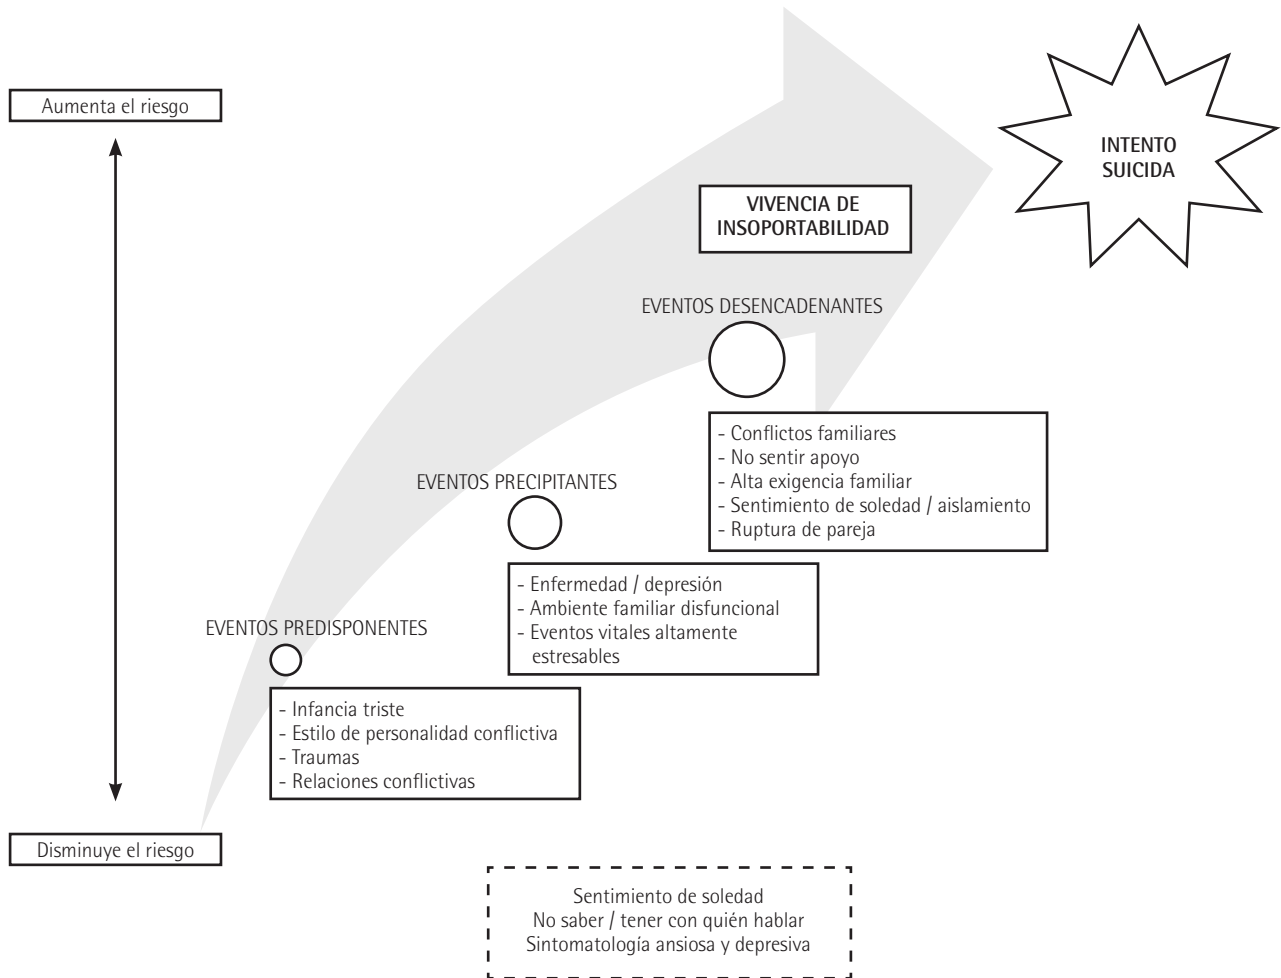 Aumenta el riesgo
INTENTO
SUICIDA
VIVENCIA DE
INSOPORTABILIDAD
EVENTOS DESENCADENANTES
- Conflictos familiares
- No sentir apoyo
- Alta exigencia familiar
- Sentimiento de soledad / aislamiento
- Ruptura de pareja
EVENTOS PRECIPITANTES
- Enfermedad / depresión
- Ambiente familiar disfuncional
- Eventos vitales altamente
estresables
EVENTOS PREDISPONENTES
- Infancia triste
- Estilo de personalidad conflictiva
- Traumas
- Relaciones conflictivas
Disminuye el riesgo
Sentimiento de soledad
No saber / tener con quién hablar
Sintomatología ansiosa y depresiva